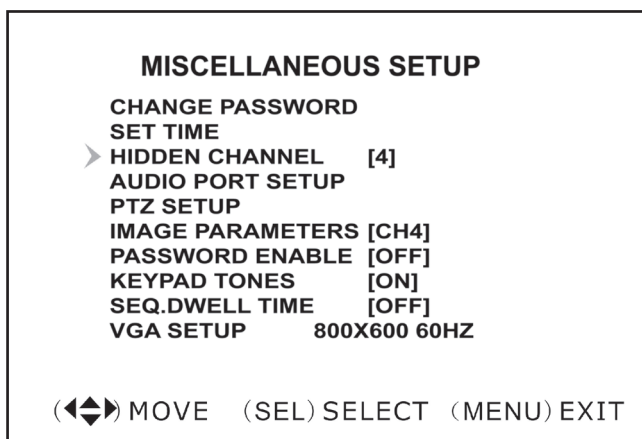 MISCELLANEOUS SETUP
CHANGE PASSWORD
SET TIME
HIDDEN CHANNEL [4]
AUDIO PORT SETUP
PTZ SETUP
IMAGE PARAMETERS [CH4]
PASSWORD ENABLE [OFF]
KEYPAD TONES [ON]
SEQ.DWELL TIME [OFF]
VGA SETUP 800X600 60HZ
(◀▲▼▶) MOVE (SEL) SELECT (MENU) EXIT